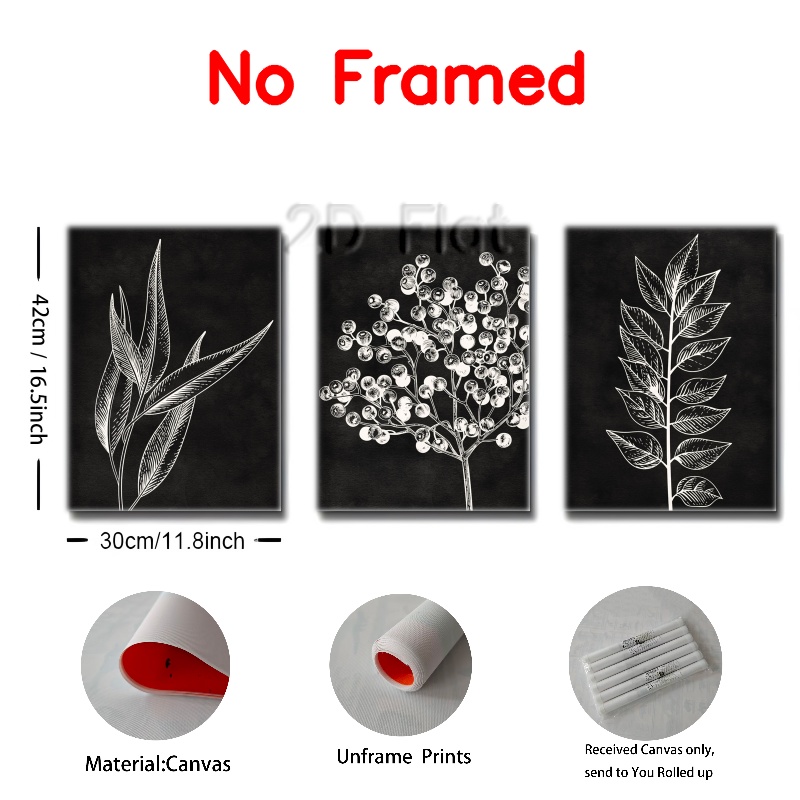 No Framed
2D Flat
42cm / 16.5inch
30cm/11.8inch
Material:Canvas
Unframe Prints
Received Canvas only,
send to You Rolled up